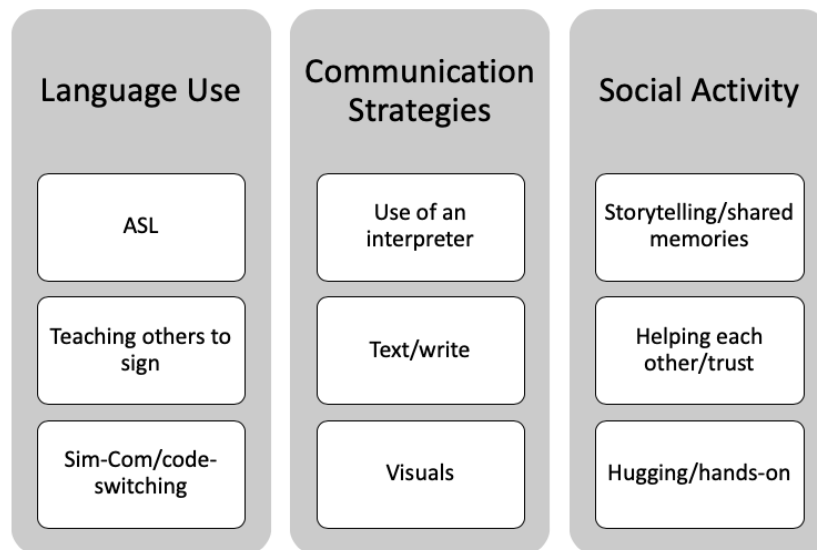 Language Use
ASL
Teaching others to
sign
Sim-Com/code-
switching
Communication
Strategies
Use of an
interpreter
Text/write
Visuals
Social Activity
Storytelling/shared
memories
Helping each
other/trust
Hugging/hands-on